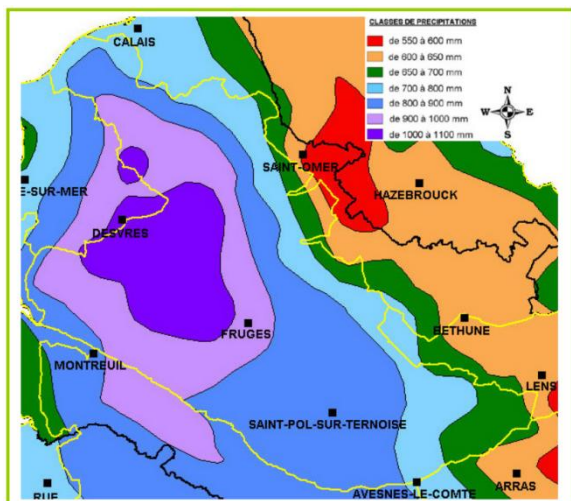 CLASSES DE PRECIPITATIONS
de 550 à 600 mm
de 600 à 650 mm
de 650 à 700 mm
de 700 à 800 mm
de 800 à 900 mm
de 900 à 1000 mm
de 1000 à 1100 mm
N
W E
S
CALAIS
SAINT-OMER
HAZEBROUCK
E-SUR-MER
DESVRES
FRUGES
BETHUNE
MONTREUIL
LENS
SAINT-POL-SUR-TERNOISE
RUE
AVESNES-LE-COMTE
ARRAS